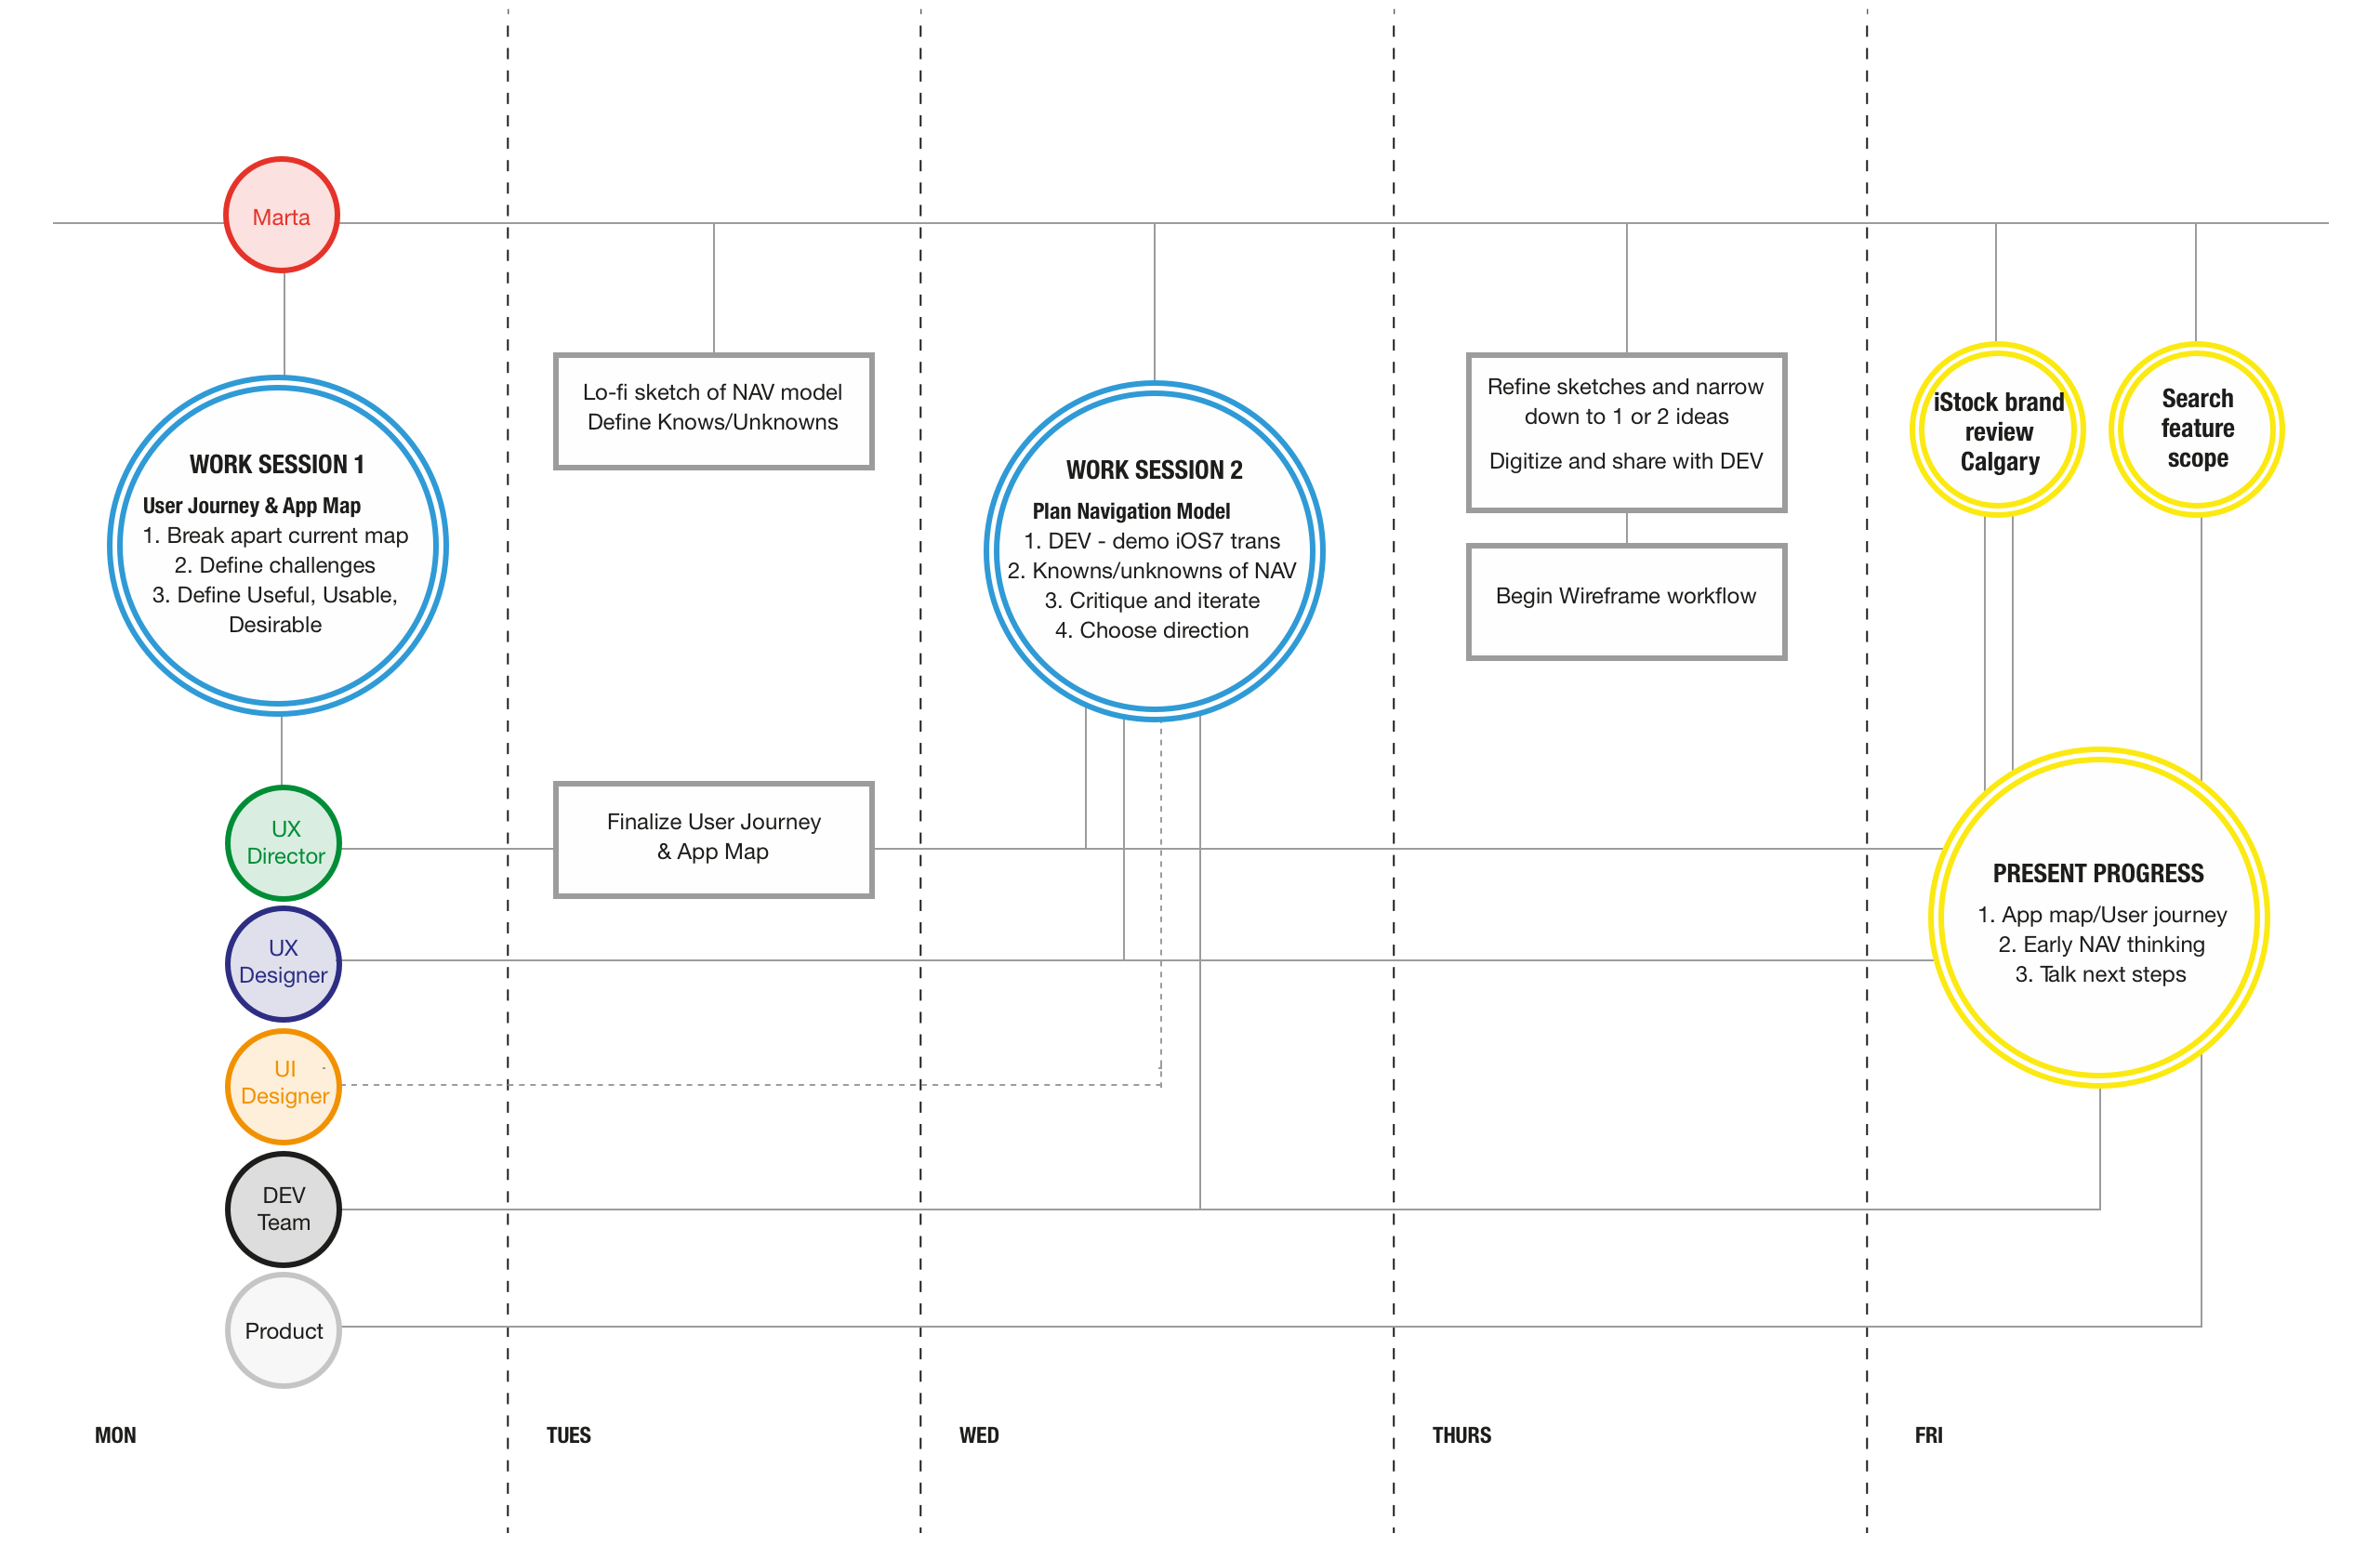 Marta
WORK SESSION 1
User Journey & App Map
1. Break apart current map
2. Define challenges
3. Define Useful, Usable,
Desirable
Lo-fi sketch of NAV model
Define Knows/Unknowns
WORK SESSION 2
Plan Navigation Model
1. DEV - demo iOS7 trans
2. Knowns/unknowns of NAV
3. Critique and iterate
4. Choose direction
Refine sketches and narrow
down to 1 or 2 ideas
Digitize and share with DEV
Begin Wireframe workflow
iStock brand
review
Calgary
Search
feature
scope
UX
Director
Finalize User Journey
& App Map
UX
Designer
UI
Designer
DEV
Team
Product
PRESENT PROGRESS
1. App map/User journey
2. Early NAV thinking
3. Talk next steps
MON
TUES
WED
THURS
FRI